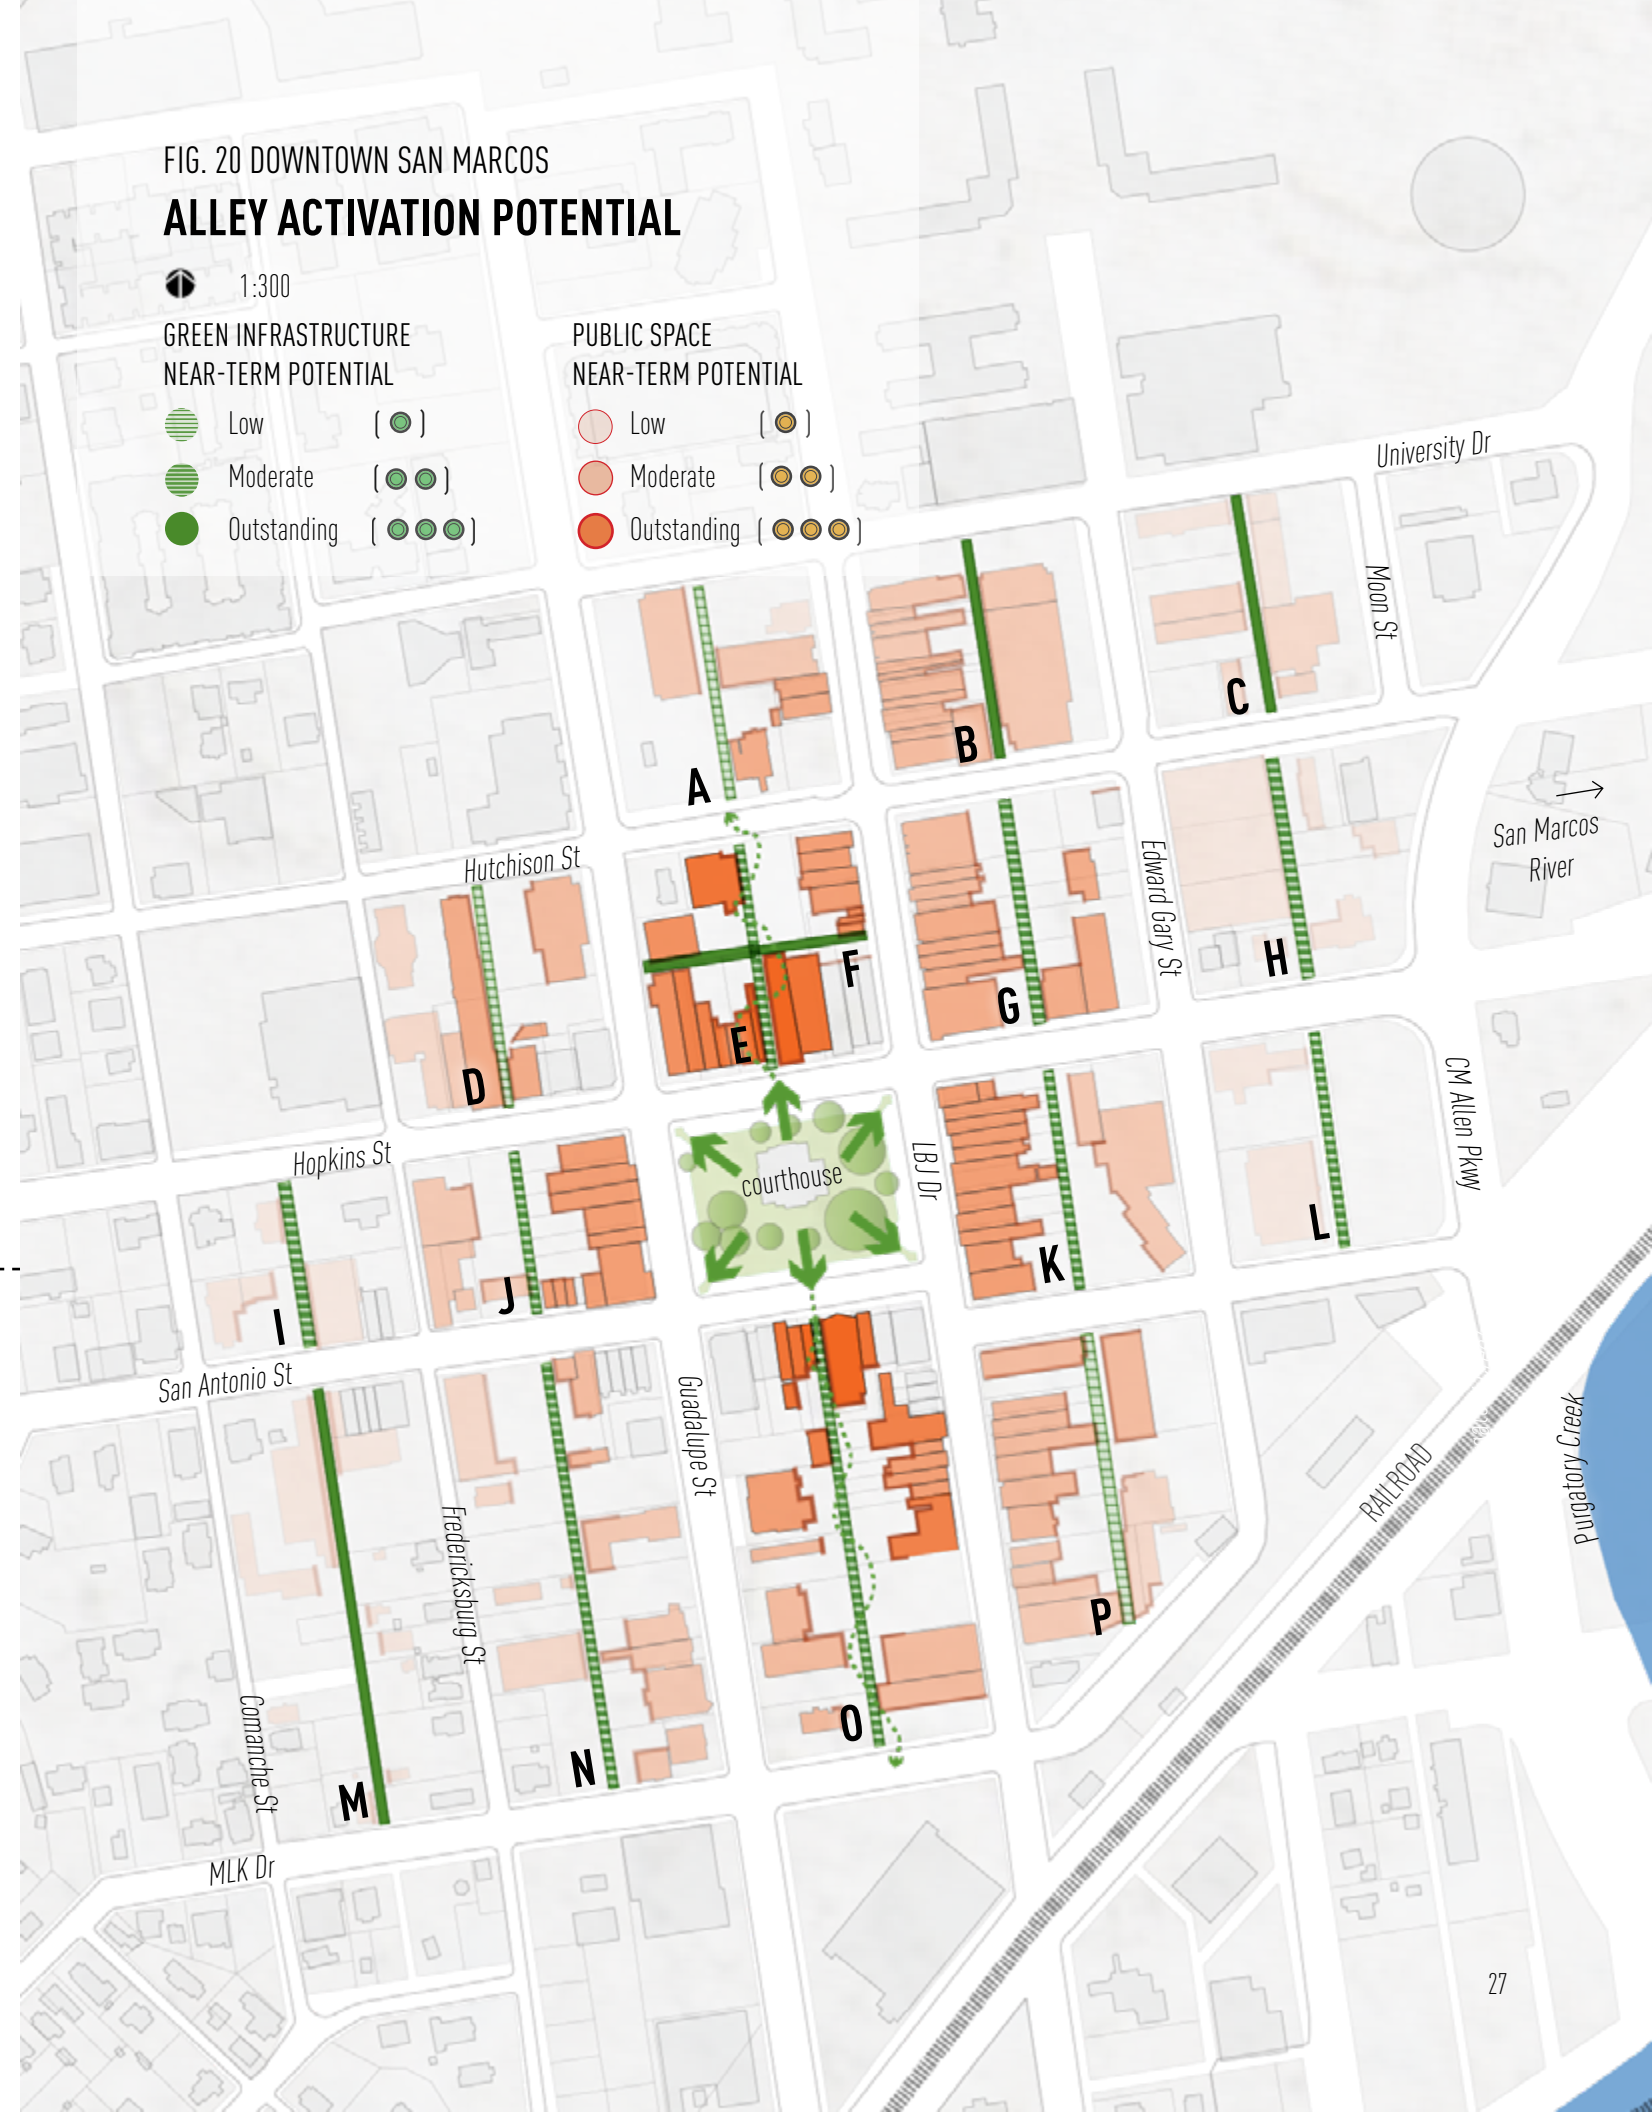 FIG. 20 DOWNTOWN SAN MARCOS
ALLEY ACTIVATION POTENTIAL
1:300
GREEN INFRASTRUCTURE
NEAR-TERM POTENTIAL
Low
Moderate
Outstanding
PUBLIC SPACE
NEAR-TERM POTENTIAL
Low
Moderate
Outstanding
University Dr
Moon St
C
B
A
San Marcos
River
Hutchison St
Edward Gary St
H
F
G
E
D
CM Allen Pkwy
Hopkins St
LBJ Dr
courthouse
L
K
J
I
San Antonio St
Guadalupe St
Purgatory Creek
RAILROAD
Fredericksburg St
P
O
N
M
Comanche St
MLK Dr
27